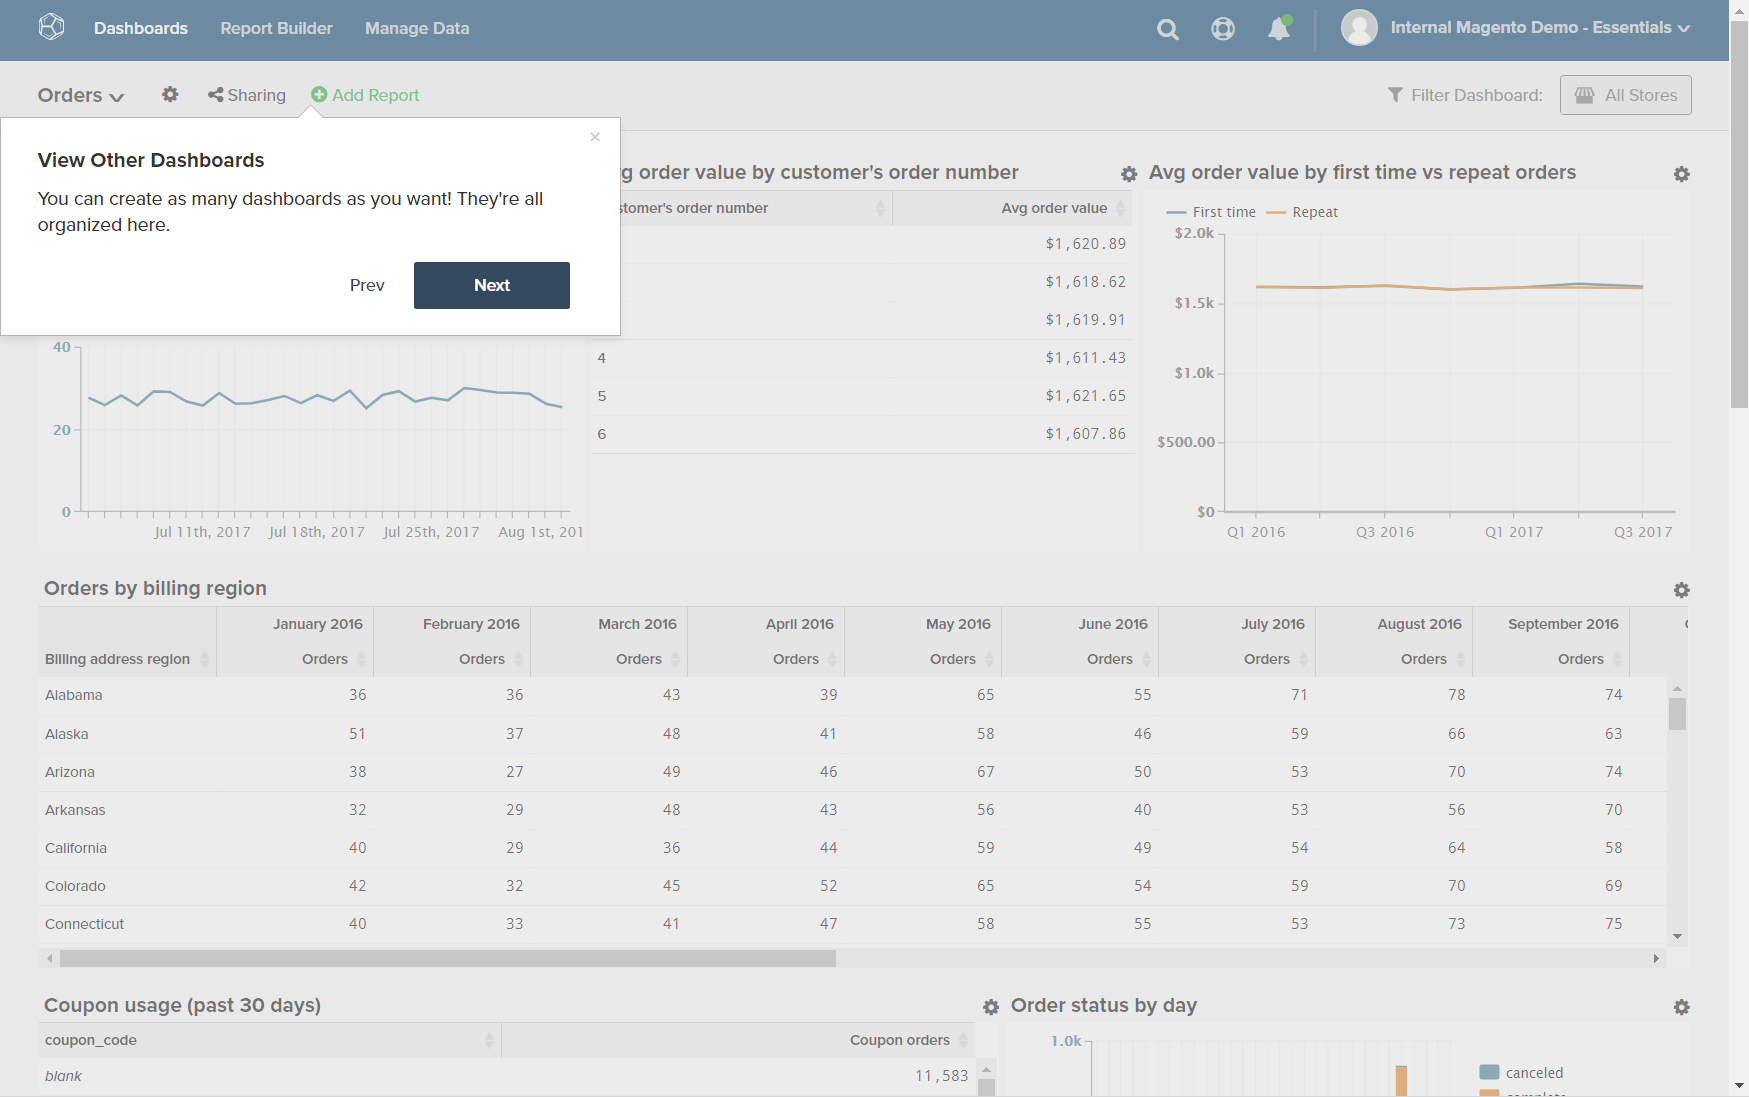 Dashboards Report Builder Manage Data Internal Magento Demo - Essentials
Orders Sharing Add Report Filter Dashboard: All Stores
View Other Dashboards
You can create as many dashboards as you want! They're all
organized here.
Prev Next
g order value by customer's order number
stomer's order number Avg order value
$1,620.89
$1,618.62
$1,619.91
4 $1,611.43
5 $1,621.65
6 $1,607.86
Avg order value by first time vs repeat orders
First time Repeat
$2.0k
$1.5k
$1.0k
$500.00
$0
Q1 2016 Q3 2016 Q1 2017 Q3 2017
40
20
0
Jul 11th, 2017 Jul 18th, 2017 Jul 25th, 2017 Aug 1st, 201
Orders by billing region
January 2016 February 2016 March 2016 April 2016 May 2016 June 2016 July 2016 August 2016 September 2016
Billing address region Orders Orders Orders Orders Orders Orders Orders Orders Orders
Alabama 36 36 43 39 65 55 71 78 74
Alaska 51 37 48 41 58 46 59 66 63
Arizona 38 27 49 46 67 50 53 70 74
Arkansas 32 29 48 43 56 40 53 56 70
California 40 29 36 44 59 49 54 64 58
Colorado 42 32 45 52 65 54 59 70 69
Connecticut 40 33 41 47 58 55 53 73 75
Coupon usage (past 30 days)
coupon_code Coupon orders
blank 11,583
Order status by day
1.0k
canceled